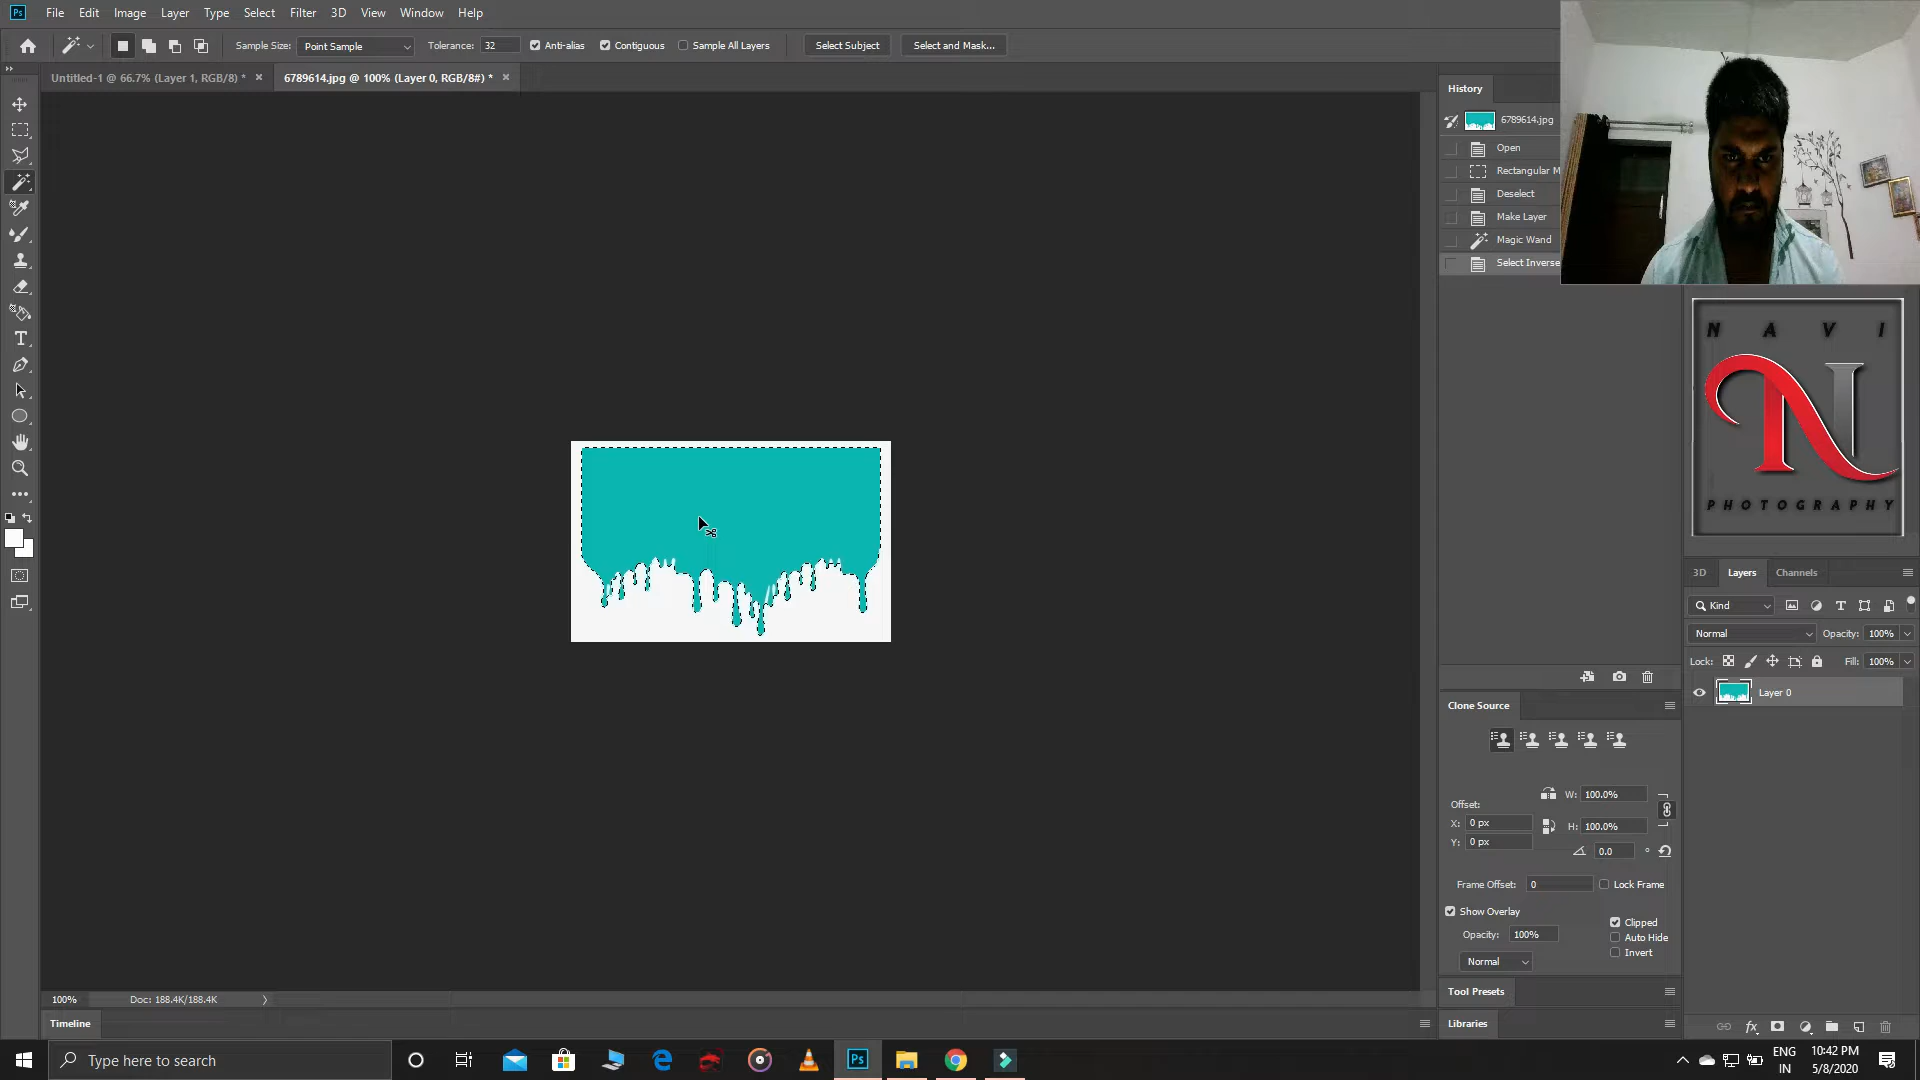 Ps File Edit Image Layer Type Select Filter 3D View Window Help
Sample Size: Point Sample Tolerance: 32 Anti-alias Contiguous Sample All Layers Select Subject Select and Mask...
Untitled-1 @ 66.7% (Layer 1, RGB/8) * × 6789614.jpg @ 100% (Layer 0, RGB/8#) * ×
History
6789614.jpg
Open
Rectangular M
Deselect
Make Layer
Magic Wand
Select Inverse
N A V I
N
PHOTOGRAPHY
3D Layers Channels
Kind
Normal Opacity: 100%
Lock: Fill: 100%
Layer 0
Clone Source
W: 100.0%
Offset:
X: 0 px
H: 100.0%
Y: 0 px
0.0 °
Frame Offset: 0 Lock Frame
Show Overlay
Clipped
Opacity: 100%
Auto Hide
Invert
Normal
Tool Presets
Libraries
100% Doc: 188.4K/188.4K
Timeline
Type here to search
Ps
ENG
IN
10:42 PM
5/8/2020